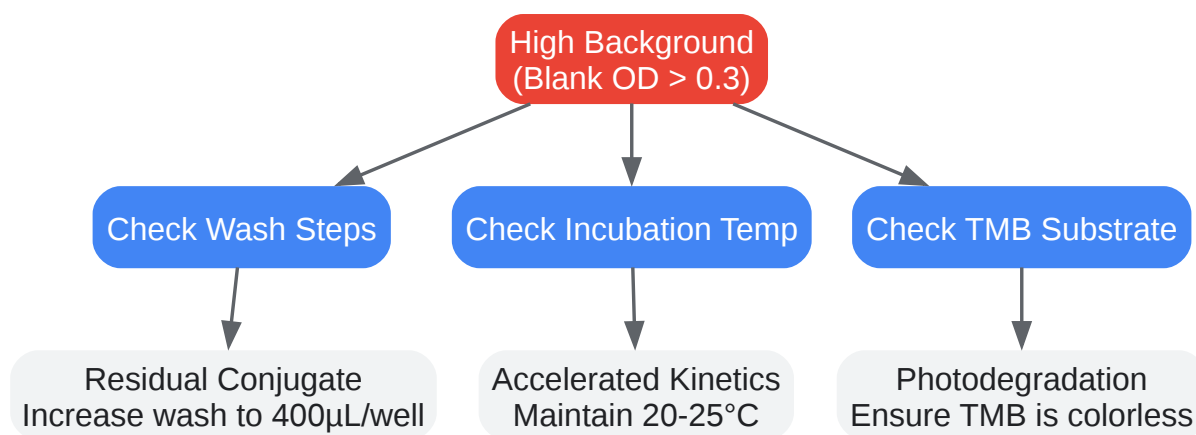 High Background
(Blank OD > 0.3)
Check Wash Steps
Check Incubation Temp
Check TMB Substrate
Residual Conjugate
Increase wash to 400µL/well
Accelerated Kinetics
Maintain 20-25°C
Photodegradation
Ensure TMB is colorless